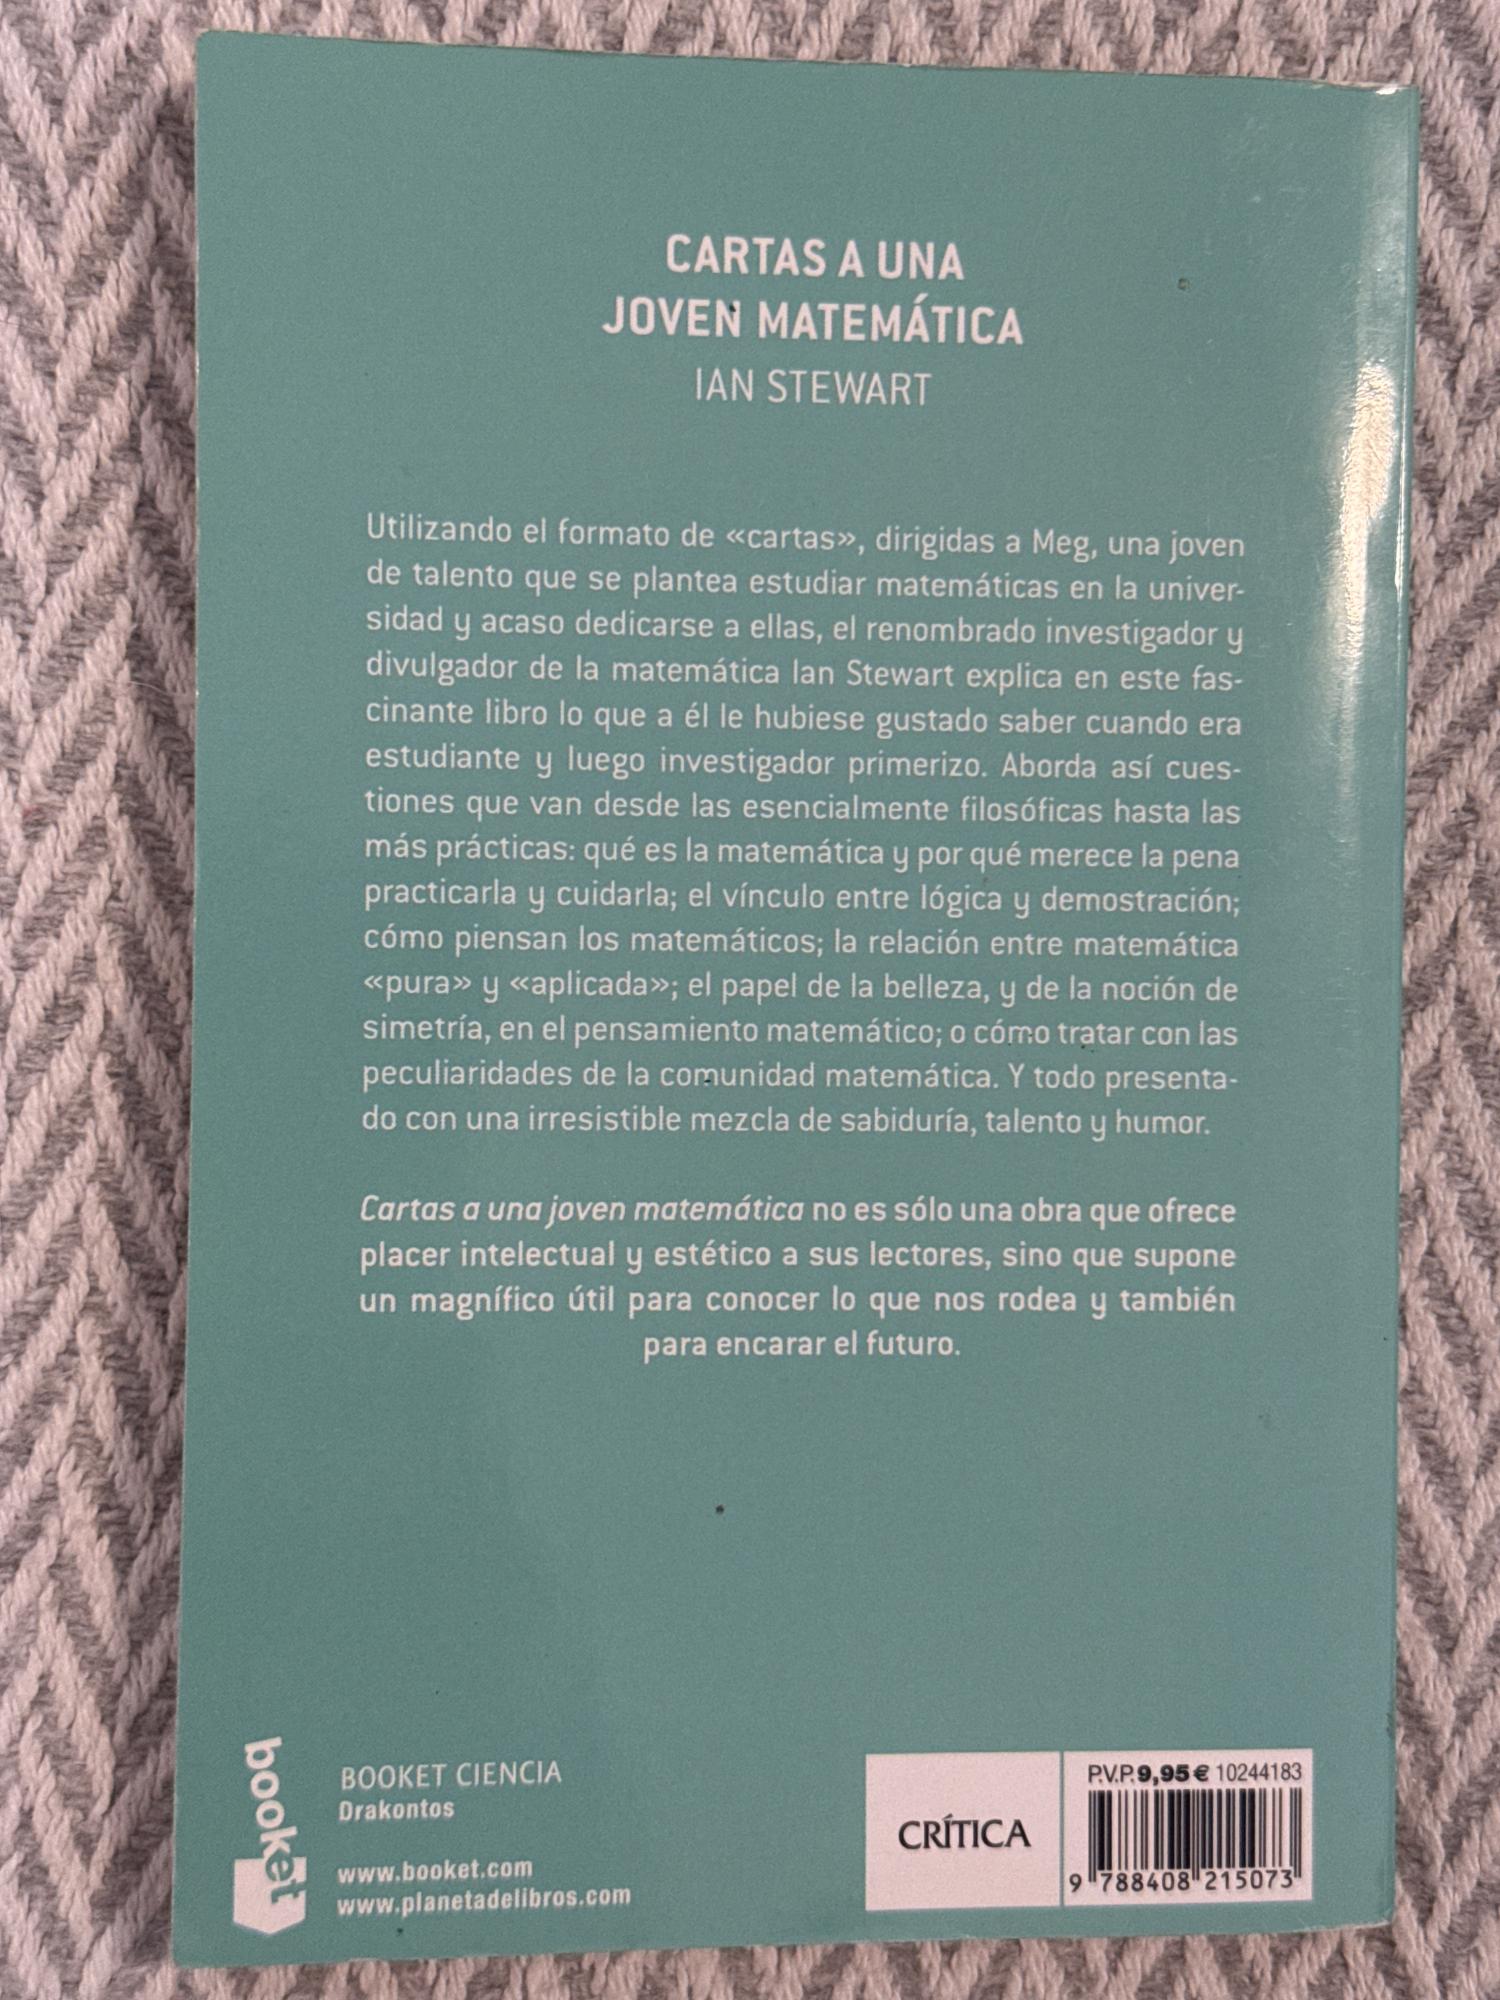 CARTAS A UNA
JOVEN MATEMÁTICA
IAN STEWART
Utilizando el formato de «cartas», dirigidas a Meg, una joven
de talento que se plantea estudiar matemáticas en la univer-
sidad y acaso dedicarse a ellas, el renombrado investigador y
divulgador de la matemática Ian Stewart explica en este fas-
cinante libro lo que a él le hubiese gustado saber cuando era
estudiante y luego investigador primerizo. Aborda así cues-
tiones que van desde las esencialmente filosóficas hasta las
más prácticas: qué es la matemática y por qué merece la pena
practicarla y cuidarla; el vínculo entre lógica y demostración;
cómo piensan los matemáticos; la relación entre matemática
«pura» y «aplicada»; el papel de la belleza, y de la noción de
simetría, en el pensamiento matemático; o cómo tratar con las
peculiaridades de la comunidad matemática. Y todo presenta-
do con una irresistible mezcla de sabiduría, talento y humor.
Cartas a una joven matemática no es sólo una obra que ofrece
placer intelectual y estético a sus lectores, sino que supone
un magnífico útil para conocer lo que nos rodea y también
para encarar el futuro.
booket
BOOKET CIENCIA
Drakontos
www.booket.com
www.planetadelibros.com
CRÍTICA
P.V.P. 9,95 € 10244183
9 788408 215073